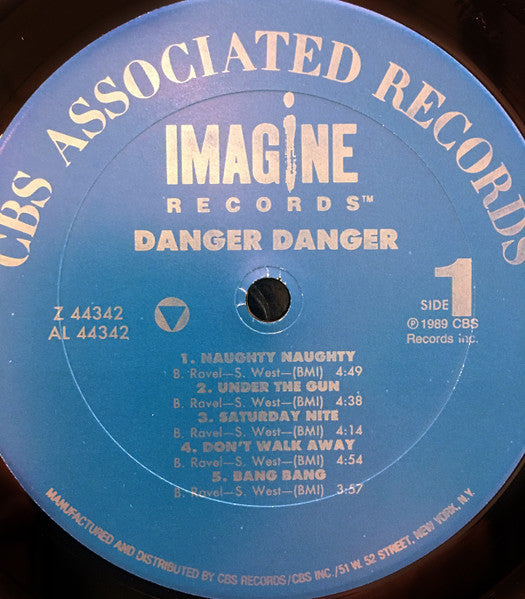 CBS ASSOCIATED RECORDS
IMAGiNE
RECORDS™
DANGER DANGER
Z 44342
AL 44342
SIDE 1
℗ 1989 CBS
Records Inc.
1. NAUGHTY NAUGHTY
B. Ravel—S. West—(BMI) 4:49
2. UNDER THE GUN
B. Ravel—S. West—(BMI) 4:38
3. SATURDAY NITE
B. Ravel—S. West—(BMI) 4:14
4. DON'T WALK AWAY
B. Ravel—S. West—(BMI) 4:54
5. BANG BANG
B. Ravel—S. West—(BMI) 3:57
MANUFACTURED AND DISTRIBUTED BY CBS RECORDS/CBS INC./51 W. 52 STREET, NEW YORK, N.Y.